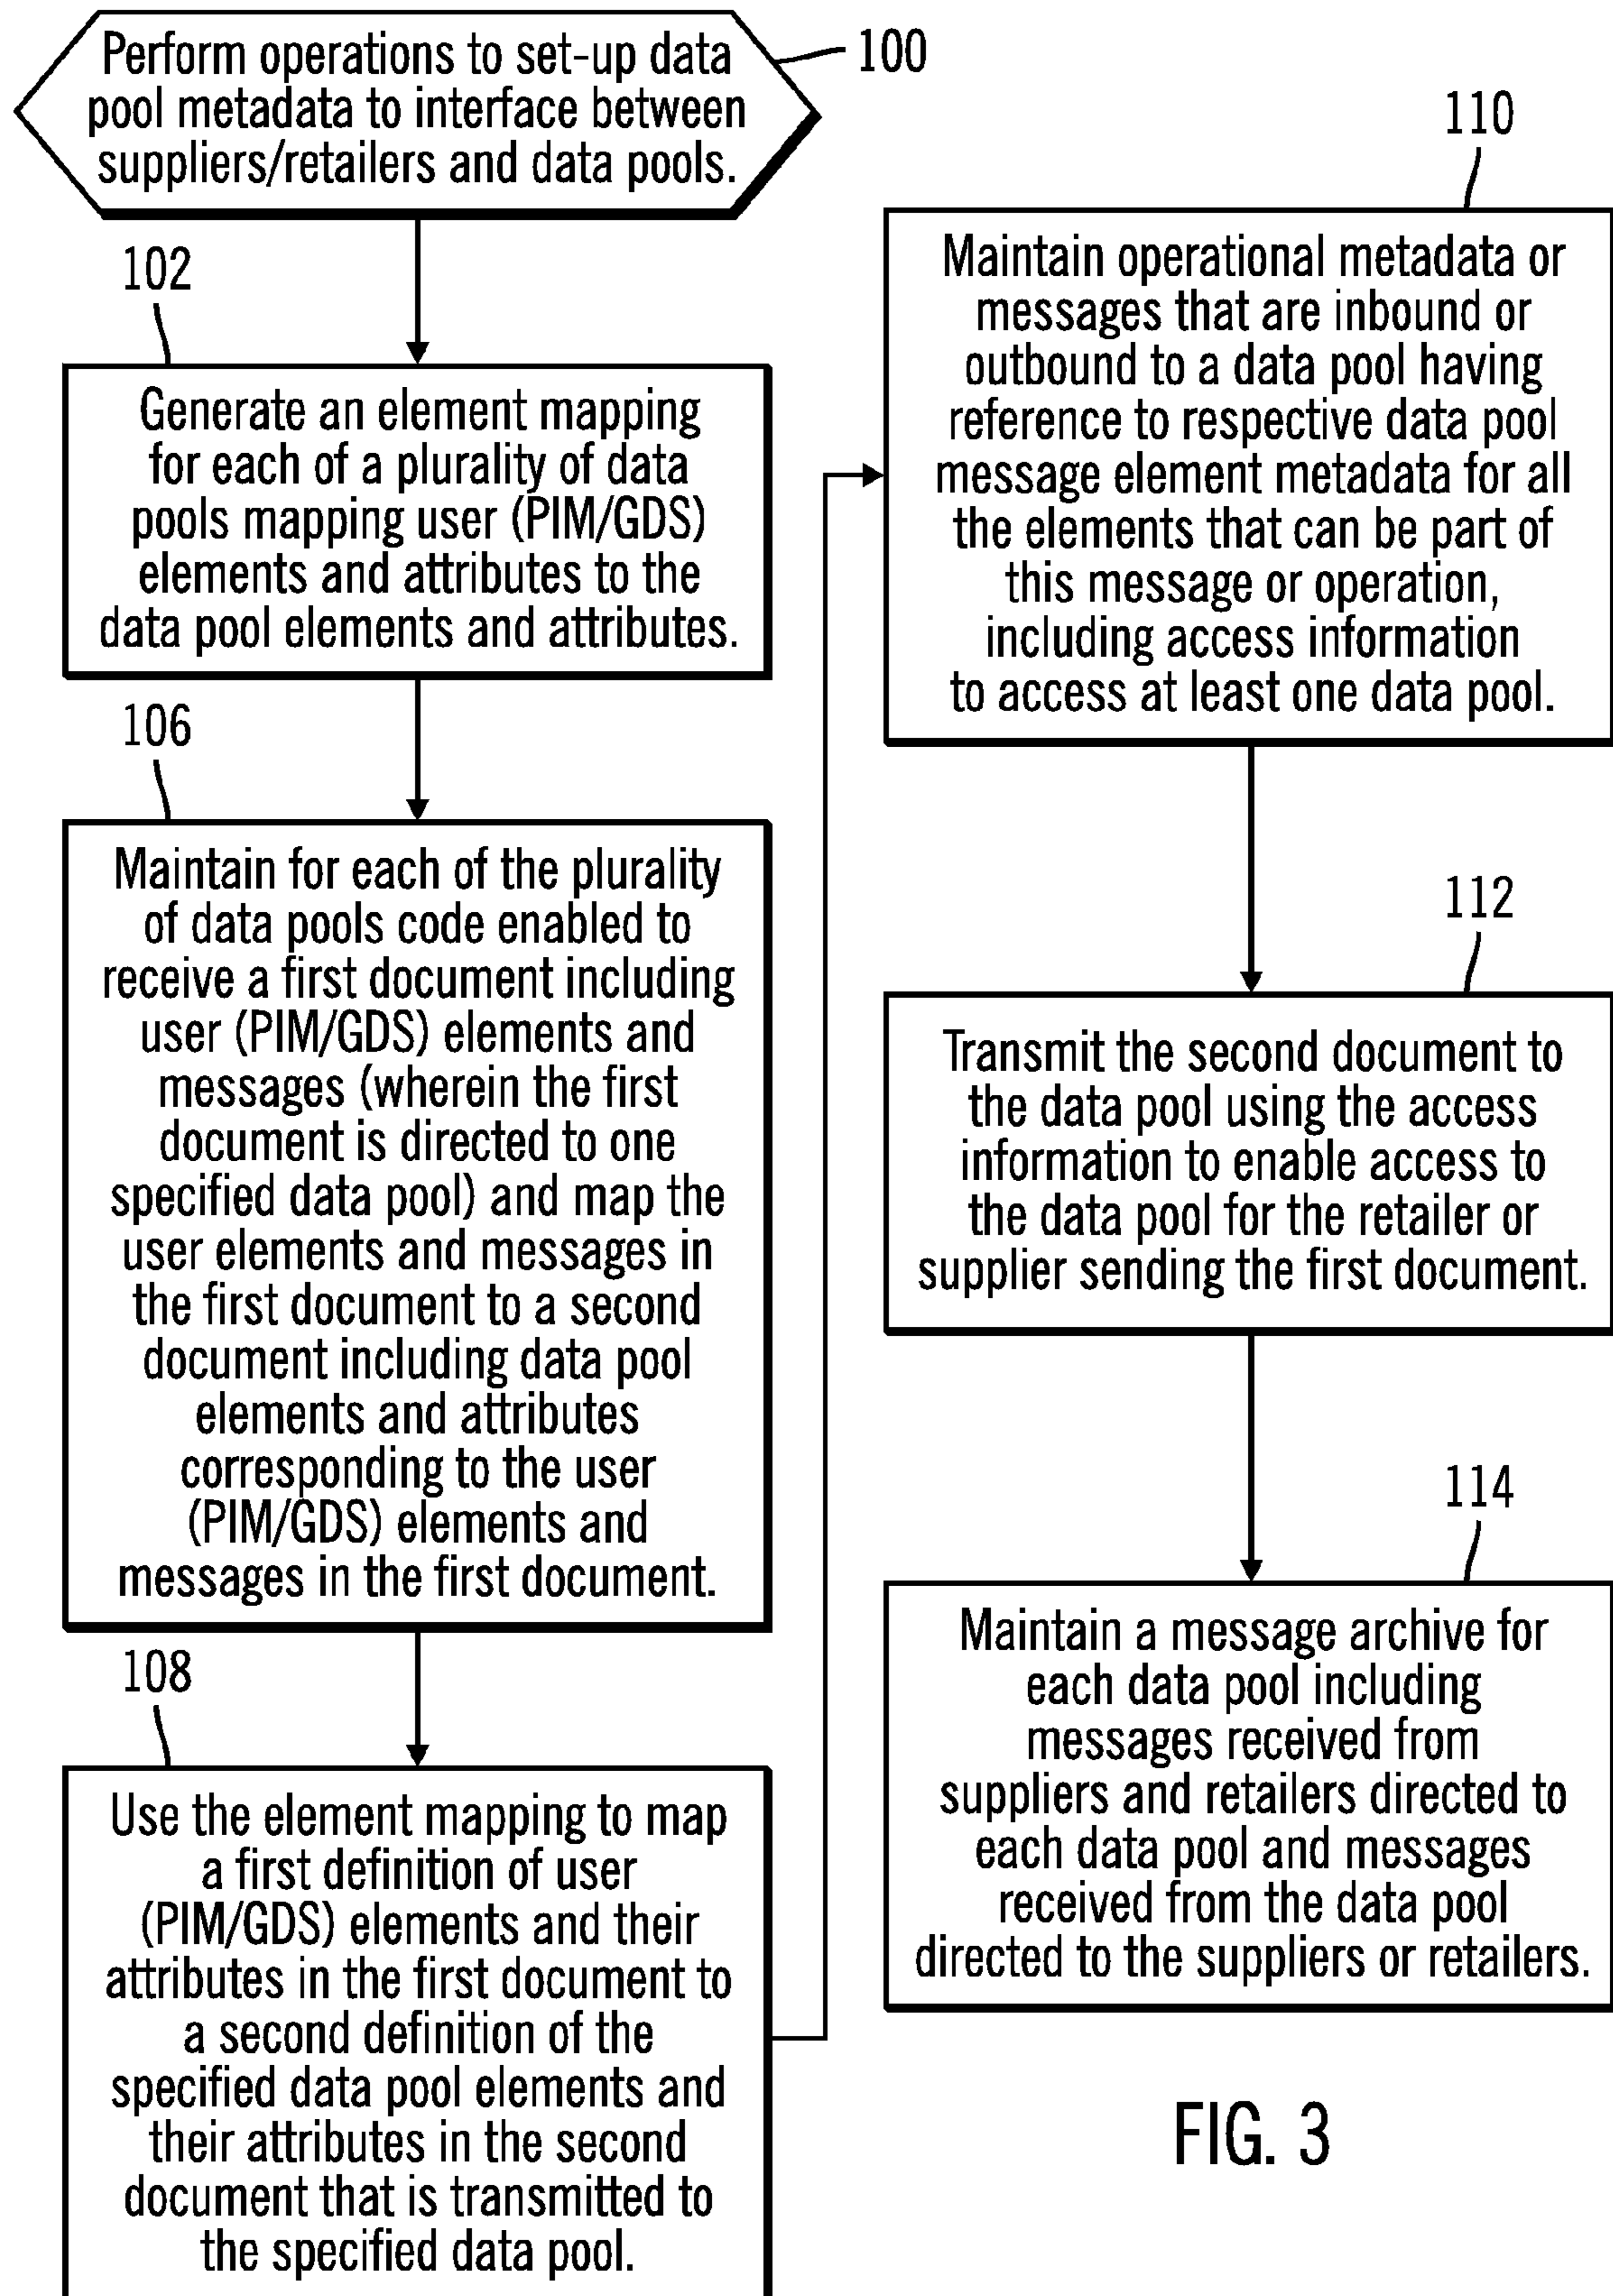 Perform operations to set-up data
pool metadata to interface between
suppliers/retailers and data pools.
100
102
Generate an element mapping
for each of a plurality of data
pools mapping user (PIM/GDS)
elements and attributes to the
data pool elements and attributes.
106
Maintain for each of the plurality
of data pools code enabled to
receive a first document including
user (PIM/GDS) elements and
messages (wherein the first
document is directed to one
specified data pool) and map the
user elements and messages in
the first document to a second
document including data pool
elements and attributes
corresponding to the user
(PIM/GDS) elements and
messages in the first document.
108
Use the element mapping to map
a first definition of user
(PIM/GDS) elements and their
attributes in the first document to
a second definition of the
specified data pool elements and
their attributes in the second
document that is transmitted to
the specified data pool.
110
Maintain operational metadata or
messages that are inbound or
outbound to a data pool having
reference to respective data pool
message element metadata for all
the elements that can be part of
this message or operation,
including access information
to access at least one data pool.
112
Transmit the second document to
the data pool using the access
information to enable access to
the data pool for the retailer or
supplier sending the first document.
114
Maintain a message archive for
each data pool including
messages received from
suppliers and retailers directed to
each data pool and messages
received from the data pool
directed to the suppliers or retailers.
FIG. 3